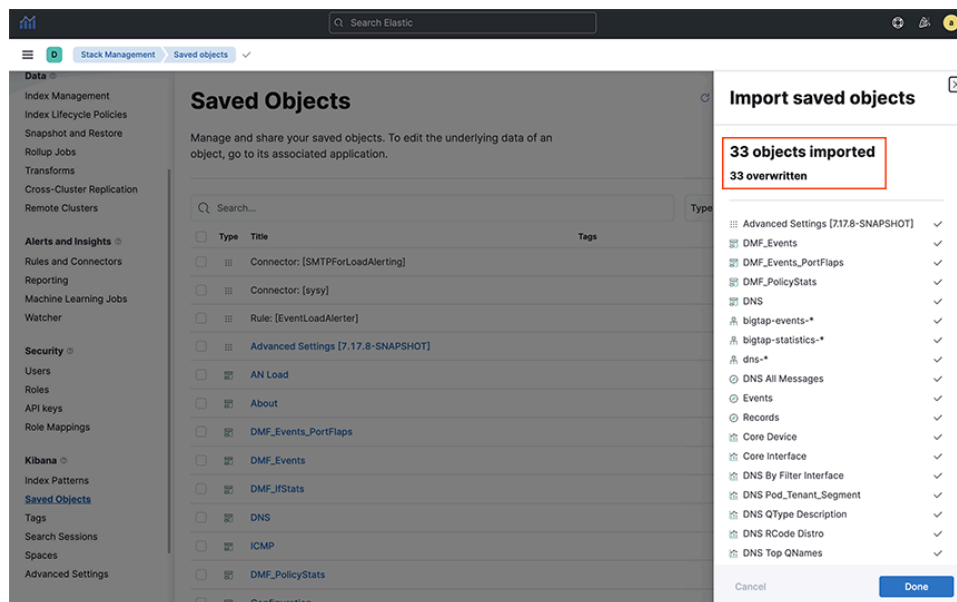 Search Elastic
a
D
Stack Management
Saved objects
Data
Index Management
Index Lifecycle Policies
Snapshot and Restore
Rollup Jobs
Transforms
Cross-Cluster Replication
Remote Clusters
Alerts and Insights
Rules and Connectors
Reporting
Machine Learning Jobs
Watcher
Security
Users
Roles
API keys
Role Mappings
Kibana
Index Patterns
Saved Objects
Tags
Search Sessions
Spaces
Advanced Settings
Saved Objects
Manage and share your saved objects. To edit the underlying data of an
object, go to its associated application.
Search...
Type
Type Title Tags
Connector: [SMTPForLoadAlerting]
Connector: [sysy]
Rule: [EventLoadAlerter]
Advanced Settings [7.17.8-SNAPSHOT]
AN Load
About
DMF_Events_PortFlaps
DMF_Events
DMF_IfStats
DNS
ICMP
DMF_PolicyStats
Configuration
Import saved objects
33 objects imported
33 overwritten
Advanced Settings [7.17.8-SNAPSHOT]
DMF_Events
DMF_Events_PortFlaps
DMF_PolicyStats
DNS
bigtap-events-*
bigtap-statistics-*
dns-*
DNS All Messages
Events
Records
Core Device
Core Interface
DNS By Filter Interface
DNS Pod_Tenant_Segment
DNS QType Description
DNS RCode Distro
DNS Top QNames
Cancel
Done